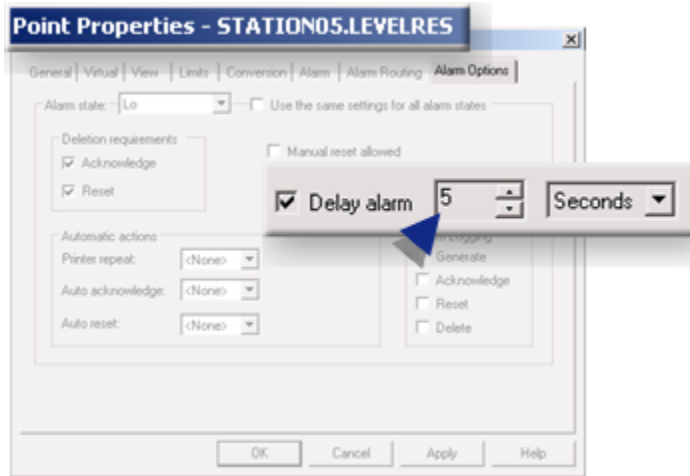 Point Properties - STATION05.LEVELRES
General Virtual View Limits Conversion Alarm Alarm Routing Alarm Options
Alarm state: Lo Use the same settings for all alarm states
Deletion requirements
Acknowledge
Reset
Manual reset allowed
Delay alarm 5 Seconds
Automatic actions
Printer repeat: <None>
Auto acknowledge: <None>
Auto reset: <None>
Logging
Generate
Acknowledge
Reset
Delete
OK Cancel Apply Help